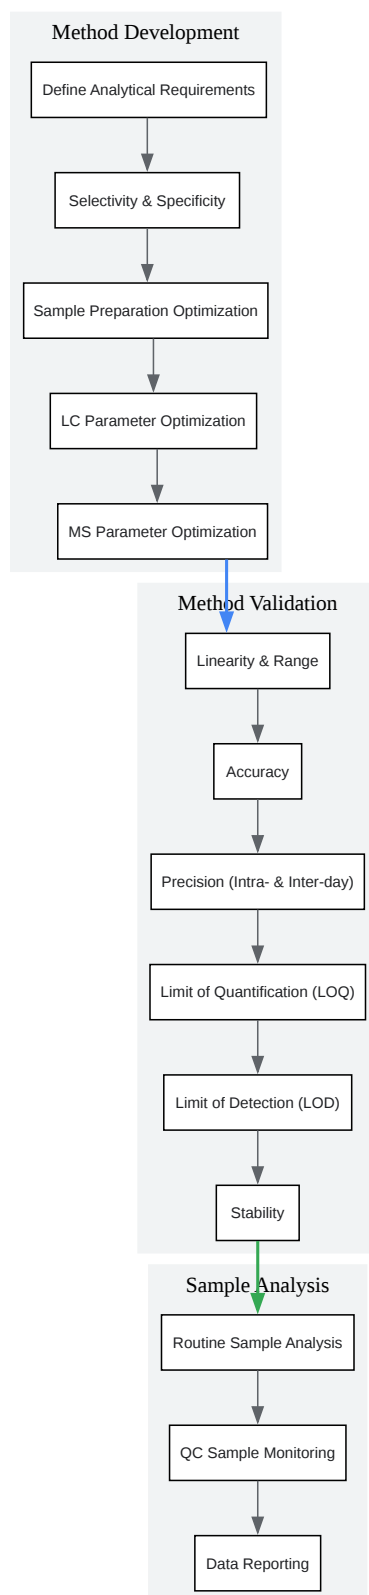 Method Development
Define Analytical Requirements
Selectivity & Specificity
Sample Preparation Optimization
LC Parameter Optimization
MS Parameter Optimization
Method Validation
Linearity & Range
Accuracy
Precision (Intra- & Inter-day)
Limit of Quantification (LOQ)
Limit of Detection (LOD)
Stability
Sample Analysis
Routine Sample Analysis
QC Sample Monitoring
Data Reporting